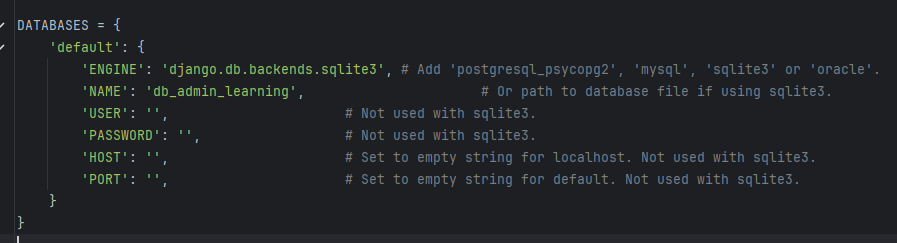 DATABASES = {
    'default': {
        'ENGINE': 'django.db.backends.sqlite3', # Add 'postgresql_psycopg2', 'mysql', 'sqlite3' or 'oracle'.
        'NAME': 'db_admin_learning',                      # Or path to database file if using sqlite3.
        'USER': '',                      # Not used with sqlite3.
        'PASSWORD': '',                  # Not used with sqlite3.
        'HOST': '',                      # Set to empty string for localhost. Not used with sqlite3.
        'PORT': '',                      # Set to empty string for default. Not used with sqlite3.
    }
}